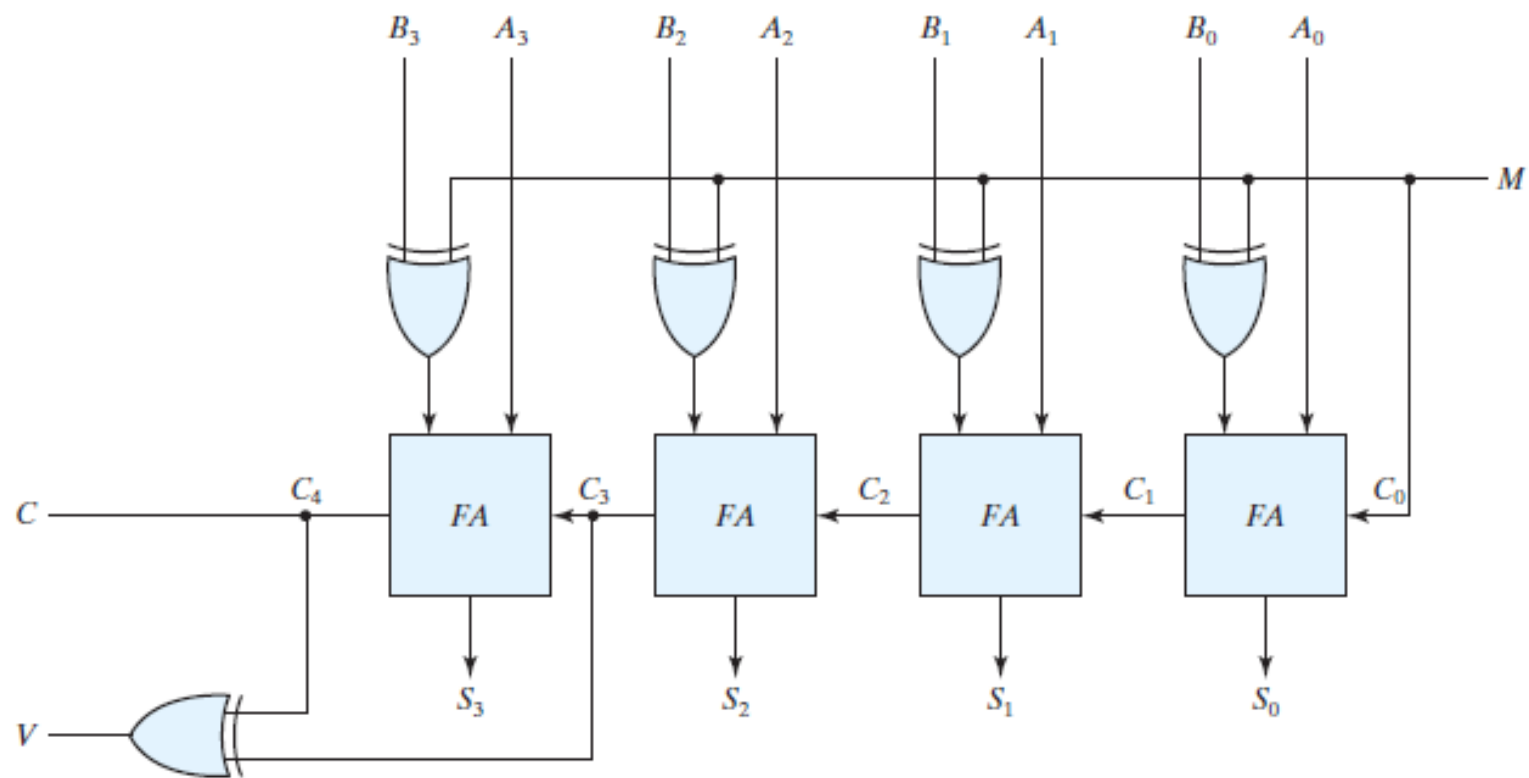 B₃ A₃ B₂ A₂ B₁ A₁ B₀ A₀
M
C C₄ FA C₃ FA C₂ FA C₁ FA C₀
S₃ S₂ S₁ S₀
V